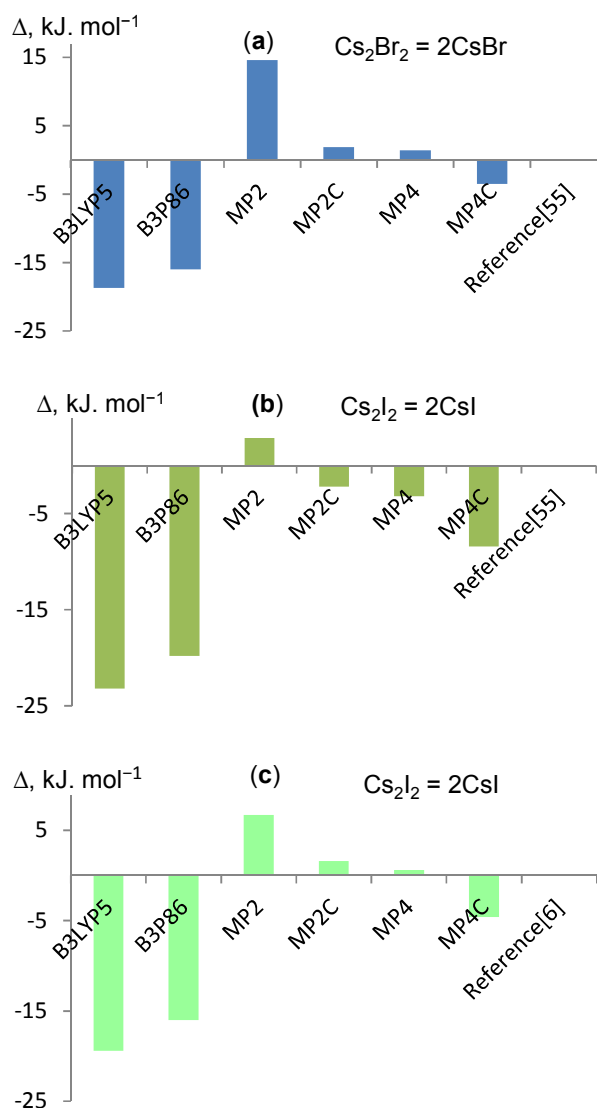 Δ, kJ. mol⁻¹ (a) Cs₂Br₂ = 2CsBr
15
5
-5
-15
-25
B3LYP5 B3P86 MP2 MP2C MP4 MP4C Reference[55]
Δ, kJ. mol⁻¹ (b) Cs₂I₂ = 2CsI
-5
-15
-25
B3LYP5 B3P86 MP2 MP2C MP4 MP4C Reference[55]
Δ, kJ. mol⁻¹ (c) Cs₂I₂ = 2CsI
5
-5
-15
-25
B3LYP5 B3P86 MP2 MP2C MP4 MP4C Reference[6]